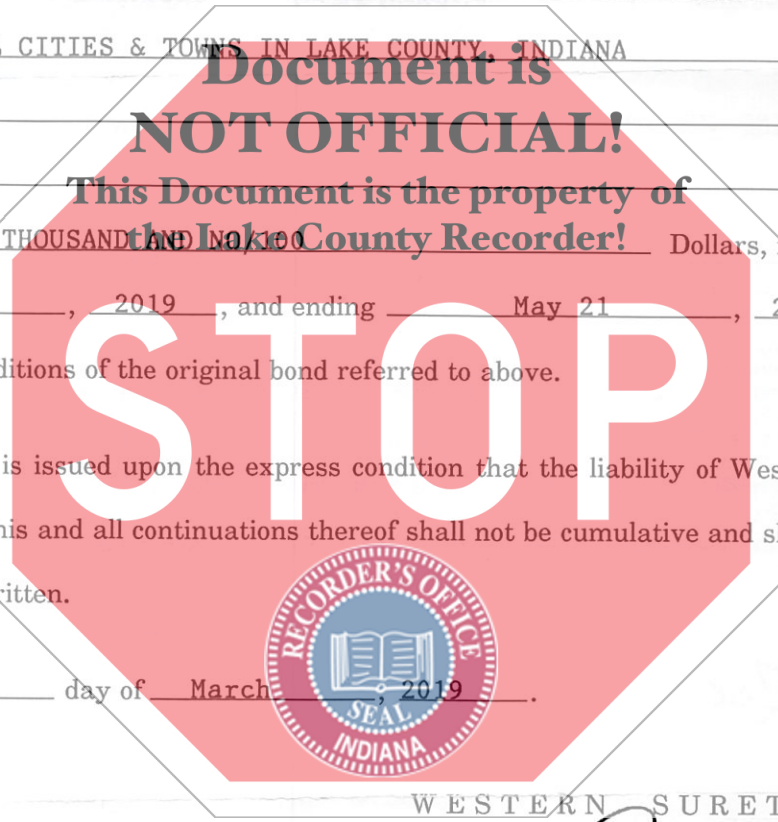 CITIES & TOWNS IN LAKE COUNTY, INDIANA
Document is
NOT OFFICIAL!
This Document is the property of
the Lake County Recorder!
THOUSAND AND NO/100 Dollars,
, 2019 , and ending May 21 ,
ditions of the original bond referred to above.
STOP
is issued upon the express condition that the liability of Wes
his and all continuations thereof shall not be cumulative and s
ritten.
RECORDER'S OFFICE
SEAL
INDIANA
day of March , 2019 .
WESTERN SURET